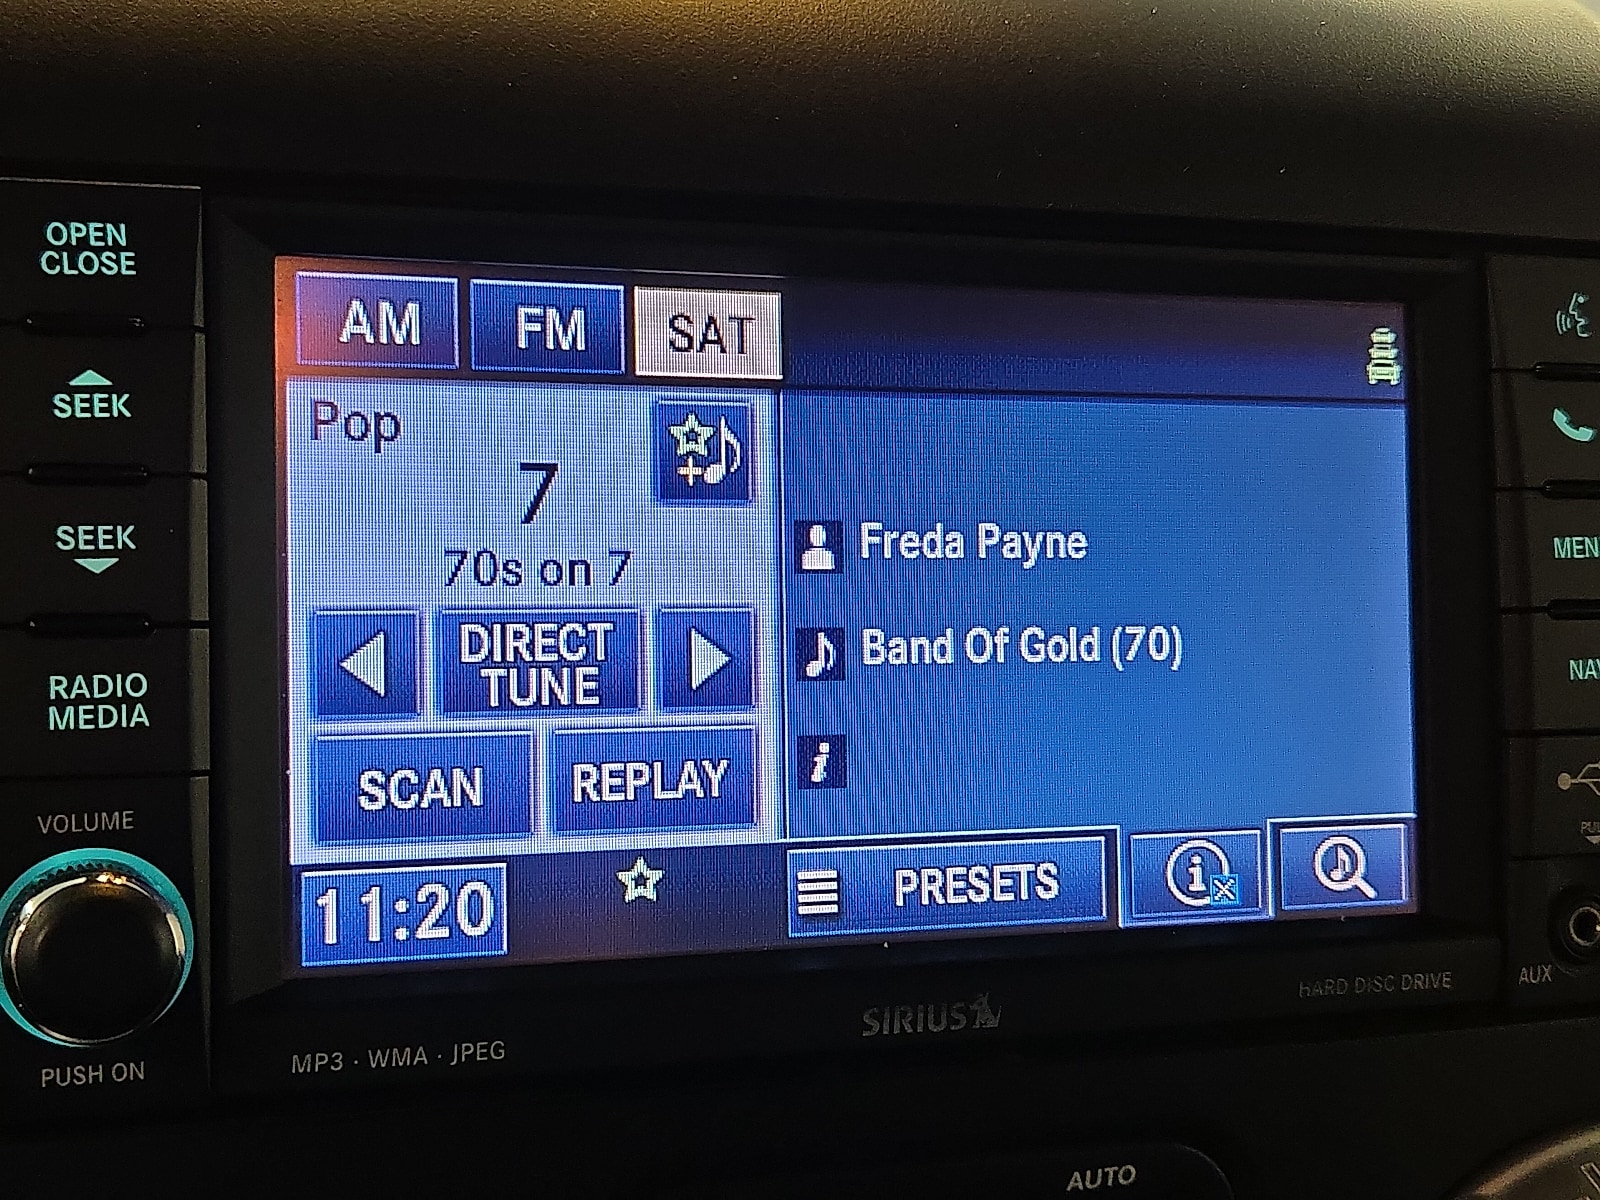 OPEN
CLOSE
SEEK
SEEK
RADIO
MEDIA
VOLUME
PUSH ON
AM
FM
SAT
Pop
7
70s on 7
DIRECT
TUNE
SCAN
REPLAY
11:20
Freda Payne
Band Of Gold (70)
i
PRESETS
i
MP3 · WMA · JPEG
SIRIUS
HARD DISC DRIVE
MEN
NA
PU
AUX
AUTO